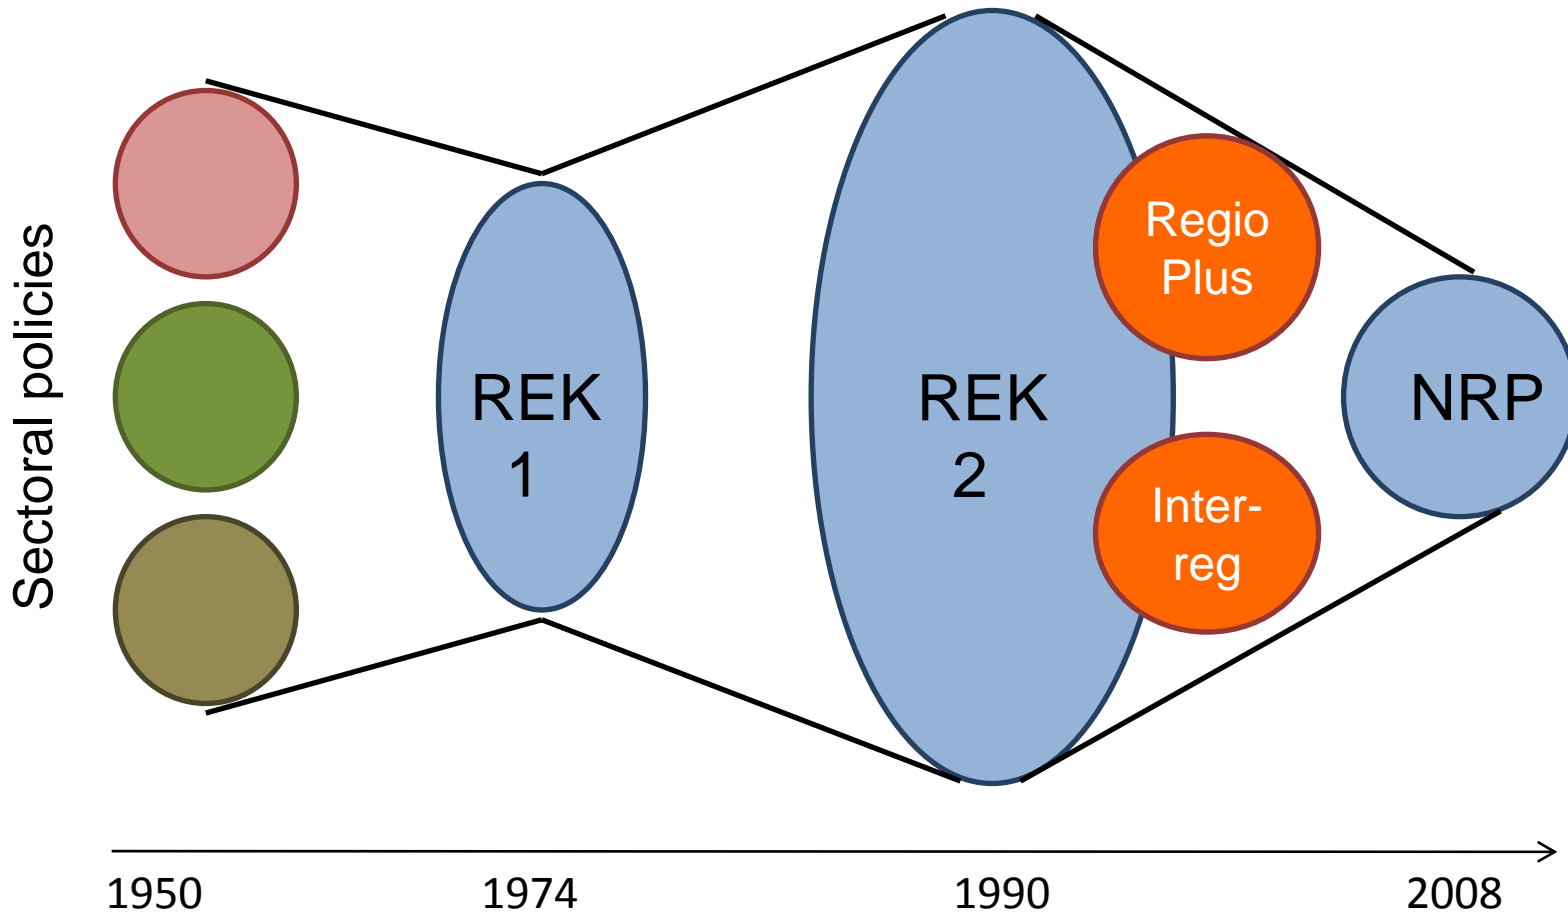 Sectoral policies
REK
1
REK
2
Regio
Plus
Inter-
reg
NRP
1950
1974
1990
2008